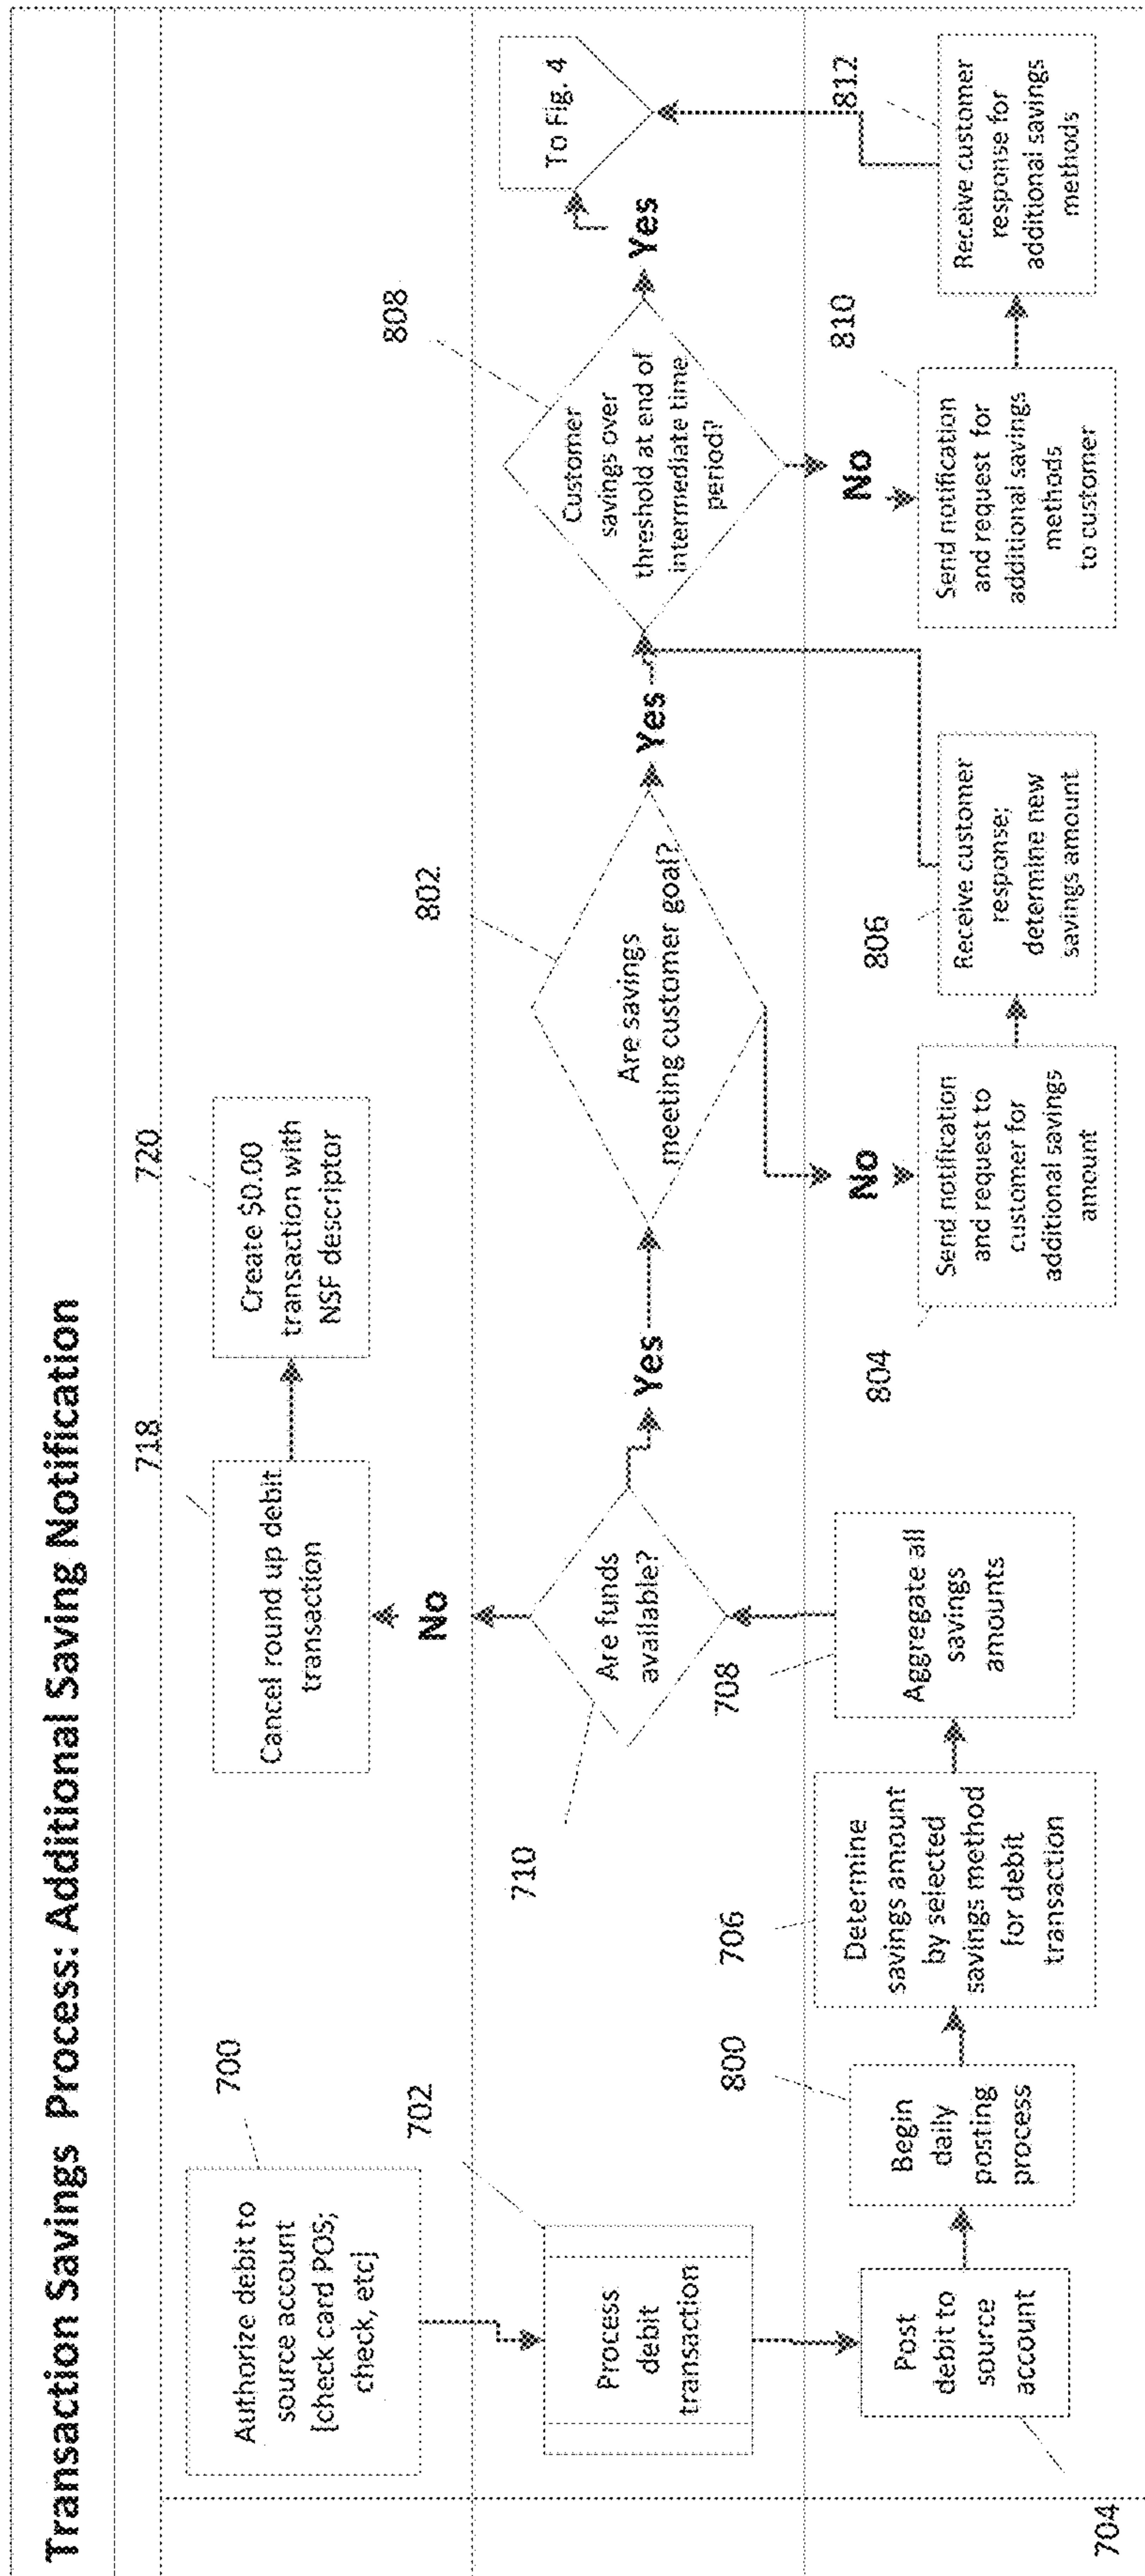 Transaction Savings Process: Additional Saving Notification
700
Authorize debit to
source account
[check card POS;
check, etc]
702
Process
debit
transaction
704
Post
debit to
source
account
800
Begin
daily
posting
process
706
Determine
savings amount
by selected
savings method
for debit
transaction
708
Aggregate all
savings
amounts
710
Are funds
available?
No
718
Cancel round up debit
transaction
720
Create $0.00
transaction with
NSF descriptor
Yes
802
Are savings
meeting customer goal?
No
804
Send notification
and request to
customer for
additional savings
amount
806
Receive customer
response;
determine new
savings amount
Yes
808
Customer
savings over
threshold at end of
intermediate time
period?
No
810
Send notification
and request for
additional savings
methods
to customer
812
Receive customer
response for
additional savings
methods
Yes
To Fig. 4